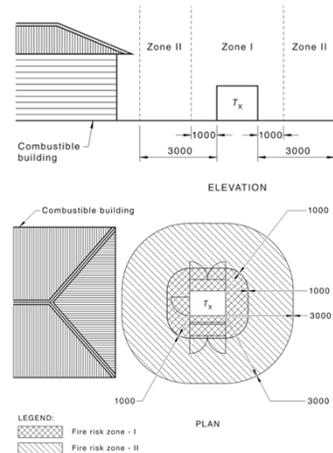 Zone II
Zone I
Zone II
Tx
Combustible
building
1000
1000
3000
3000
ELEVATION
Combustible building
1000
1000
Tx
3000
1000
3000
PLAN
LEGEND:
Fire risk zone - I
Fire risk zone - II